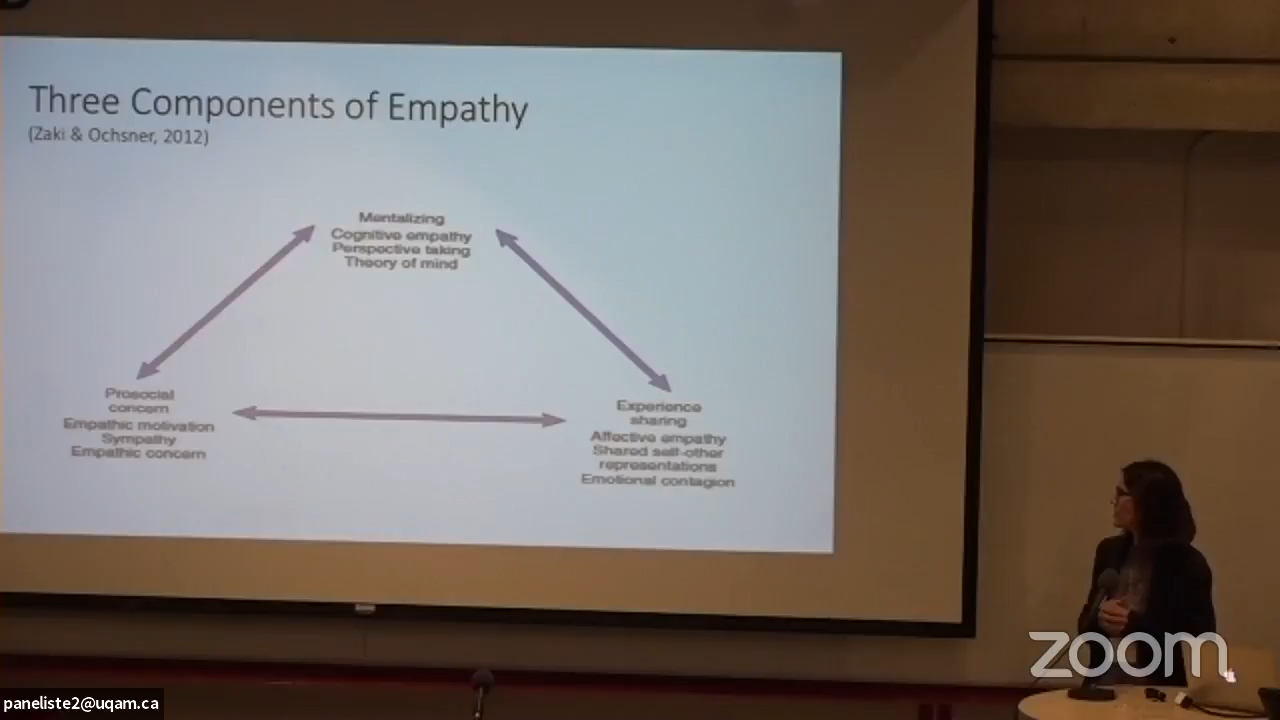 Three Components of Empathy
(Zaki & Ochsner, 2012)
Mentalizing
Cognitive empathy
Perspective taking
Theory of mind
Prosocial
concern
Empathic motivation
Sympathy
Empathic concern
Experience
sharing
Affective empathy
Shared self-other
representations
Emotional contagion
zoom
paneliste2@uqam.ca